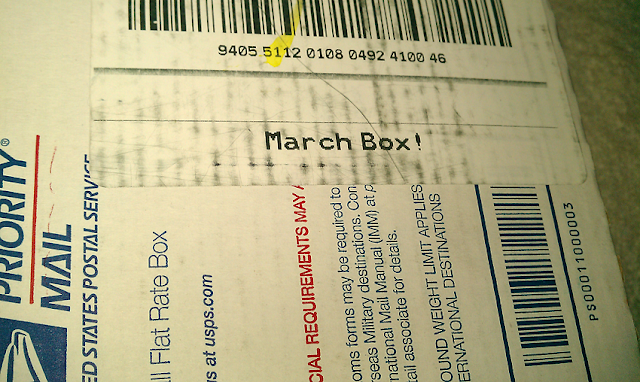 9405 5112 0108 0492 4100 46
March Box!
PRIORITY®
MAIL
ED STATES POSTAL SERVICE
ll Flat Rate Box
us at usps.com
CIAL REQUIREMENTS MAY A
oms forms may be required to
rseas Military destinations. Con
rnational Mail Manual (IMM) at p
tail associate for details.
OUND WEIGHT LIMIT APPLIES
ERNATIONAL DESTINATIONS
PS00011000003